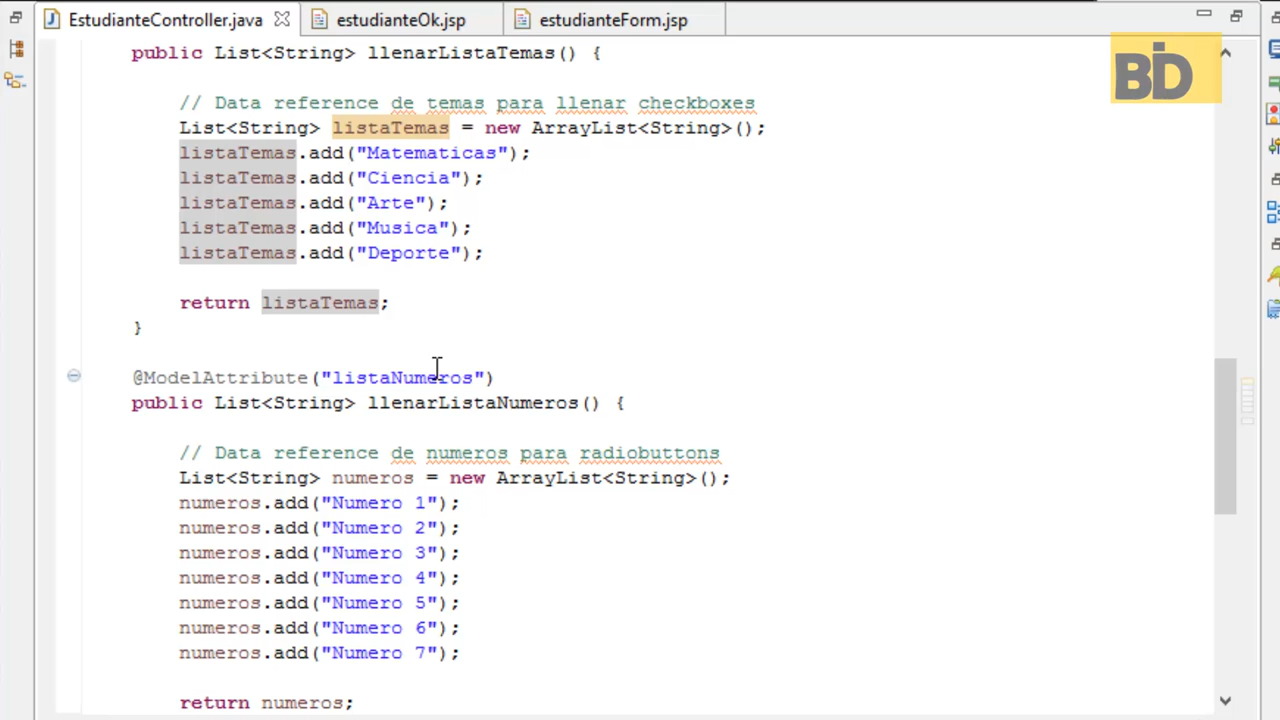 EstudianteController.java estudianteOk.jsp estudianteForm.jsp
BID
public List<String> llenarListaTemas() {
// Data reference de temas para llenar checkboxes
List<String> listaTemas = new ArrayList<String>();
listaTemas.add("Matematicas");
listaTemas.add("Ciencia");
listaTemas.add("Arte");
listaTemas.add("Musica");
listaTemas.add("Deporte");
return listaTemas;
}
@ModelAttribute("listaNumeros")
public List<String> llenarListaNumeros() {
// Data reference de numeros para radiobuttons
List<String> numeros = new ArrayList<String>();
numeros.add("Numero 1");
numeros.add("Numero 2");
numeros.add("Numero 3");
numeros.add("Numero 4");
numeros.add("Numero 5");
numeros.add("Numero 6");
numeros.add("Numero 7");
return numeros;